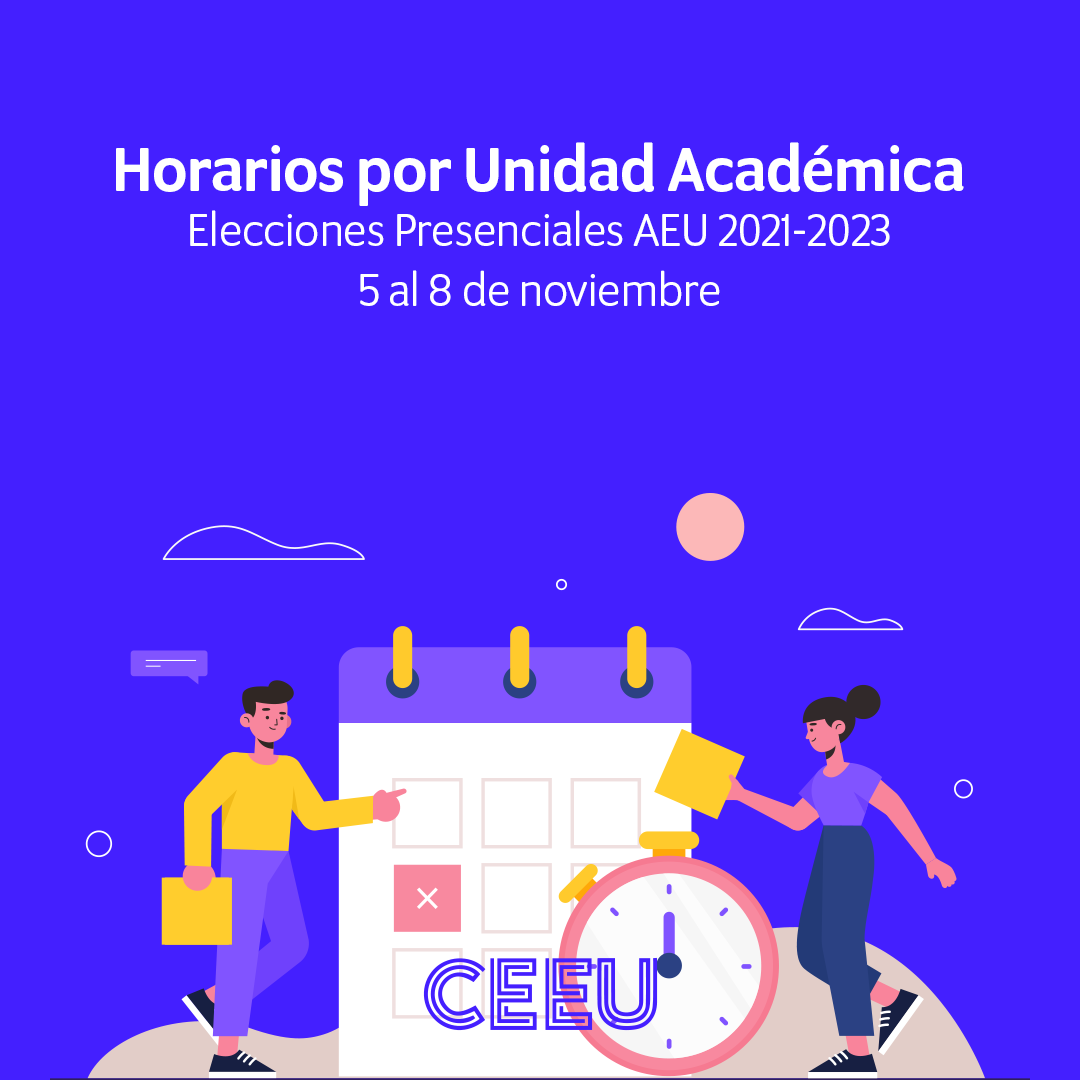 Horarios por Unidad Académica
Elecciones Presenciales AEU 2021-2023
5 al 8 de noviembre
CEEU